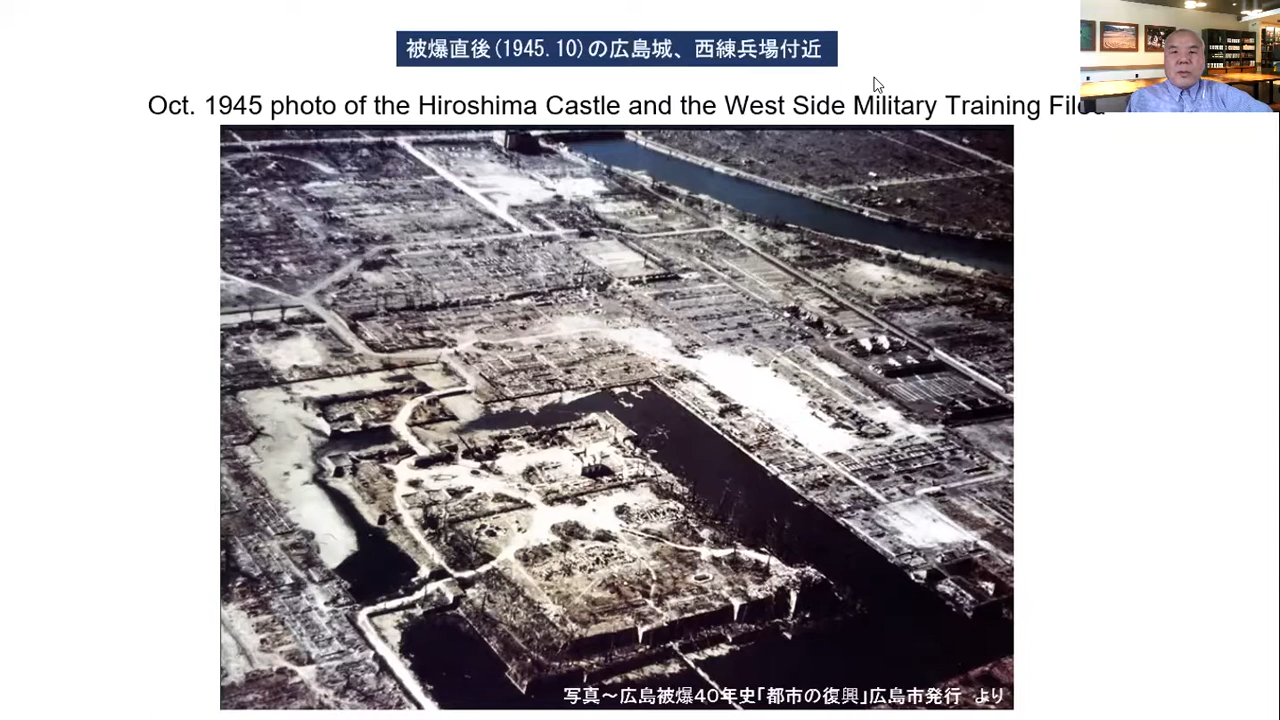 被爆直後(1945.10)の広島城、西練兵場付近
Oct. 1945 photo of the Hiroshima Castle and the West Side Military Training Filed
写真～広島被爆40年史｢都市の復興｣広島市発行 より